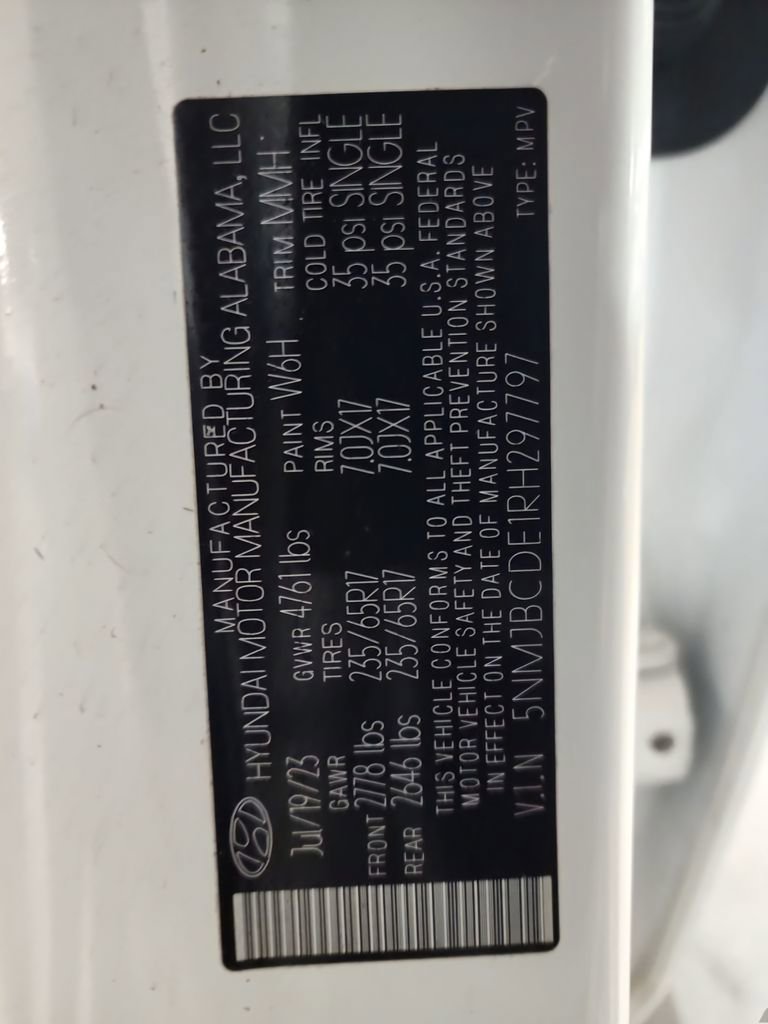 MANUFACTURED BY
HYUNDAI MOTOR MANUFACTURING ALABAMA, LLC
Jul/19/23 GVWR 4761 lbs PAINT W6H TRIM MMH
GAWR TIRES RIMS COLD TIRE INFL
FRONT 2778 lbs 235/65R17 7.0JX17 35 psi SINGLE
REAR 2646 lbs 235/65R17 7.0JX17 35 psi SINGLE
THIS VEHICLE CONFORMS TO ALL APPLICABLE U.S.A. FEDERAL
MOTOR VEHICLE SAFETY AND THEFT PREVENTION STANDARDS
IN EFFECT ON THE DATE OF MANUFACTURE SHOWN ABOVE
V.I.N 5NMJBCDE1RH297797 TYPE: MPV